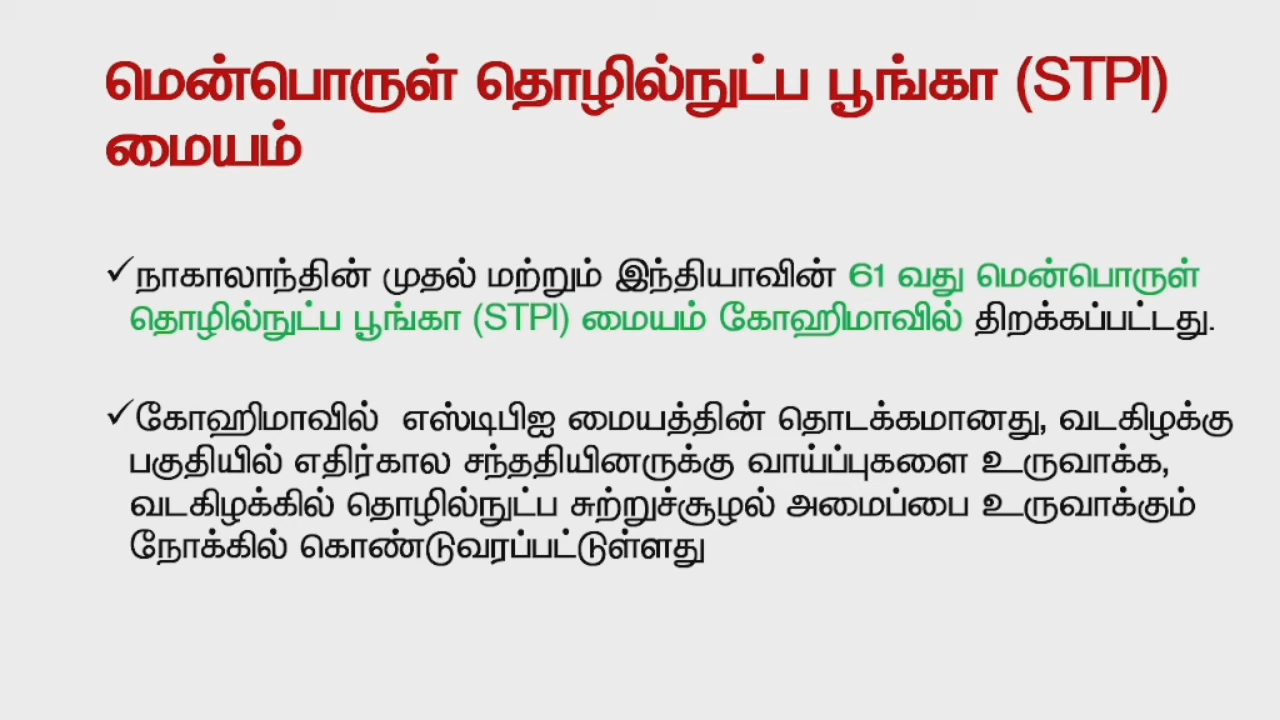 மென்பொருள் தொழில்நுட்ப பூங்கா (STPI)
மையம்
✓நாகாலாந்தின் முதல் மற்றும் இந்தியாவின் 61 வது மென்பொருள்
தொழில்நுட்ப பூங்கா (STPI) மையம் கோஹிமாவில் திறக்கப்பட்டது.
✓கோஹிமாவில் எஸ்டிபிஐ மையத்தின் தொடக்கமானது, வடகிழக்கு
பகுதியில் எதிர்கால சந்ததியினருக்கு வாய்ப்புகளை உருவாக்க,
வடகிழக்கில் தொழில்நுட்ப சுற்றுச்சூழல் அமைப்பை உருவாக்கும்
நோக்கில் கொண்டுவரப்பட்டுள்ளது